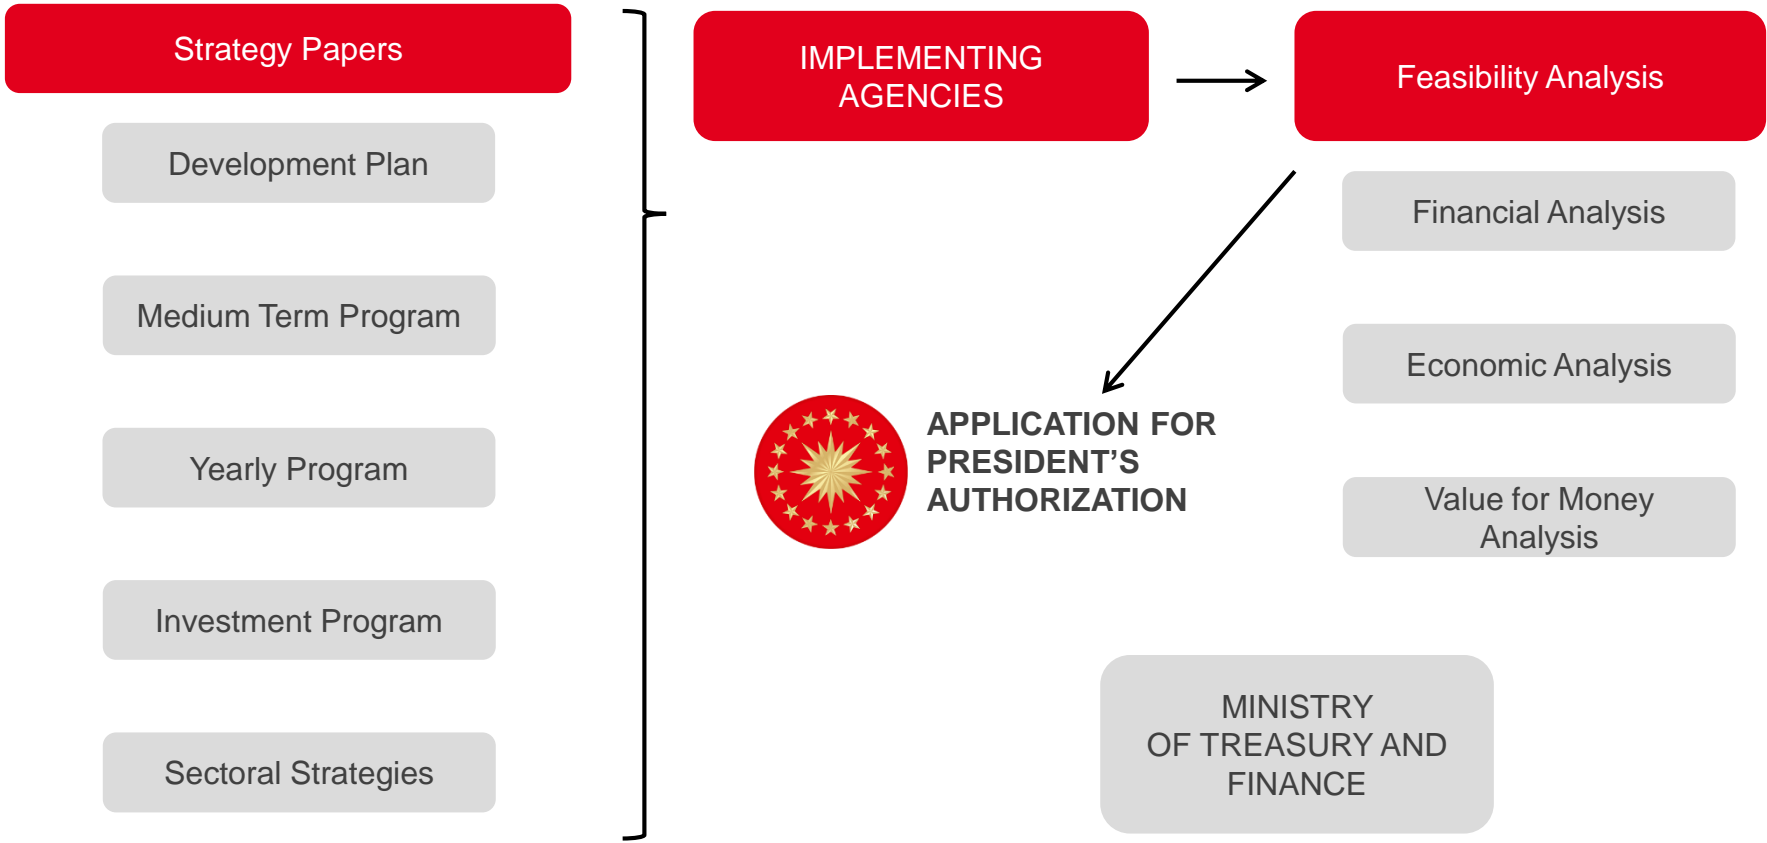 Strategy Papers
Development Plan
Medium Term Program
Yearly Program
Investment Program
Sectoral Strategies
IMPLEMENTING
AGENCIES
Feasibility Analysis
Financial Analysis
Economic Analysis
Value for Money
Analysis
APPLICATION FOR
PRESIDENT’S
AUTHORIZATION
MINISTRY
OF TREASURY AND
FINANCE